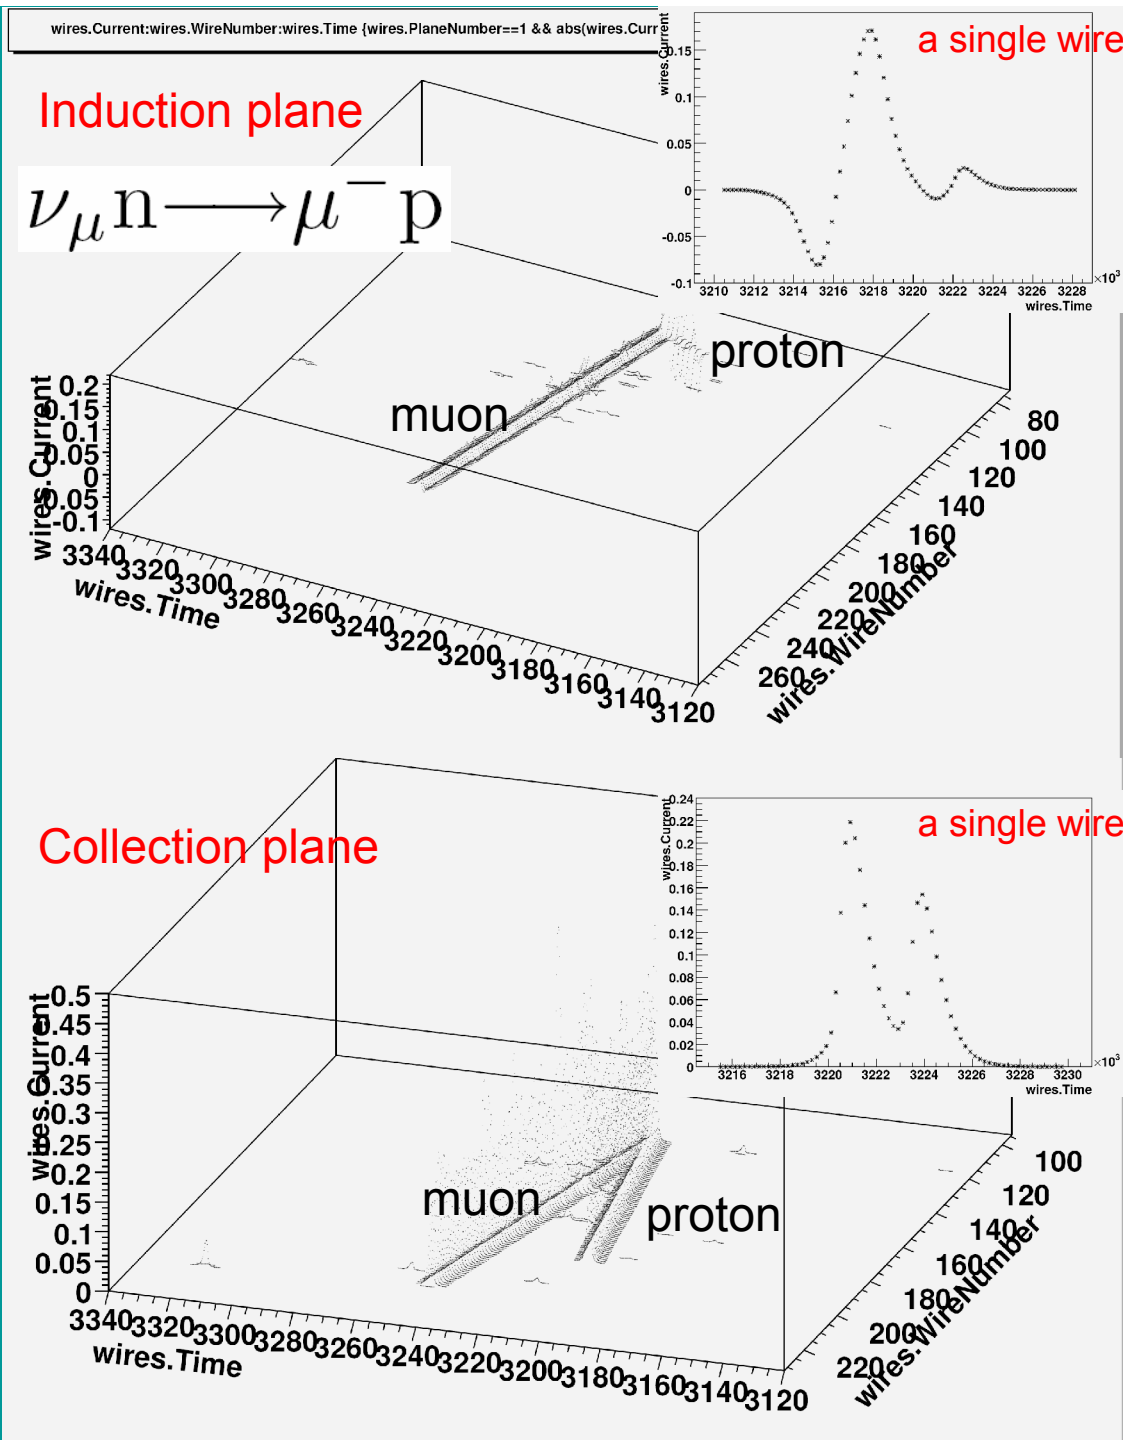 wires.Current:wires.WireNumber:wires.Time {wires.PlaneNumber==1 && abs(wires.Curr
a single wire
wires.Current
0.15
0.1
0.05
0
-0.05
-0.1
3210 3212 3214 3216 3218 3220 3222 3224 3226 3228
×10³
wires.Time
Induction plane
ν_μ n ⟶ μ⁻ p
proton
muon
wires.Current
0.2
0.15
0.1
0.05
0
0.05
-0.1
3340 3320 3300 3280 3260 3240 3220 3200 3180 3160 3140 3120
wires.Time
80
100
120
140
160
180
200
220
240
260
wires.WireNumber
a single wire
wires.Current
0.24
0.22
0.2
0.18
0.16
0.14
0.12
0.1
0.08
0.06
0.04
0.02
0
3216 3218 3220 3222 3224 3226 3228 3230
×10³
wires.Time
Collection plane
muon
proton
wires.Current
0.5
0.45
0.4
0.35
0.3
0.25
0.2
0.15
0.1
0.05
0
3340 3320 3300 3280 3260 3240 3220 3200 3180 3160 3140 3120
wires.Time
100
120
140
160
180
200
220
wires.WireNumber